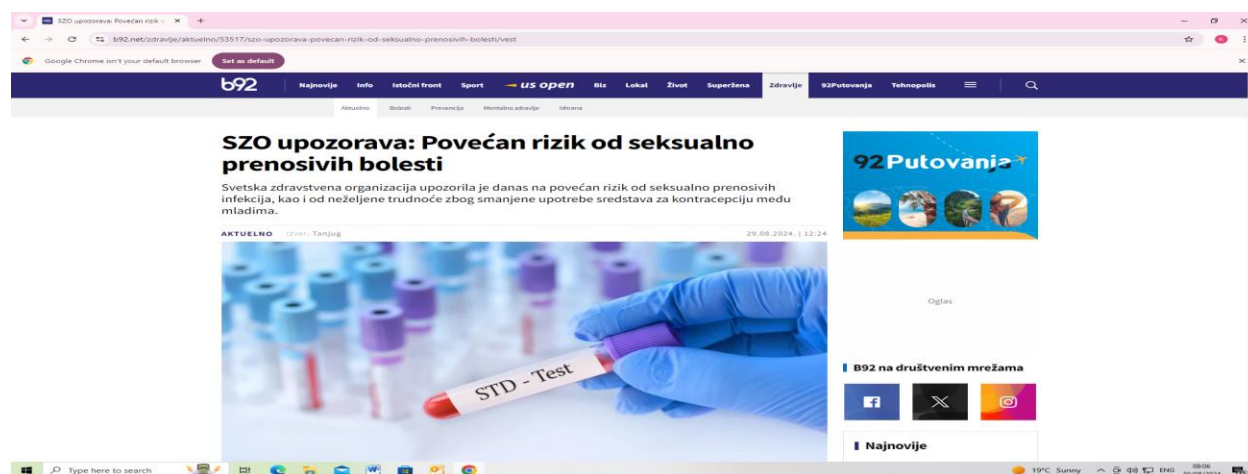 SZO upozorava: Povećan rizik
b92.net/zdravlje/aktuelno/53517/szo-upozorava-povecan-rizik-od-seksualno-prenosivih-bolesti/vest
Google Chrome isn't your default browser Set as default
b92 Najnovije Info Istočni front Sport us open Biz Lokal Život Superžena Zdravlje 92Putovanja Tehnopolis
Aktuelno Bolesti Prevencija Mentalno zdravlje Ishrana
SZO upozorava: Povećan rizik od seksualno
prenosivih bolesti
Svetska zdravstvena organizacija upozorila je danas na povećan rizik od seksualno prenosivih
infekcija, kao i od neželjene trudnoće zbog smanjene upotrebe sredstava za kontracepciju među
mladima.
AKTUELNO Izvor: Tanjug 29.08.2024. | 12:24
STD - Test
92Putovanja
Oglas
B92 na društvenim mrežama
Najnovije
Type here to search 19°C Sunny ENG 08:06